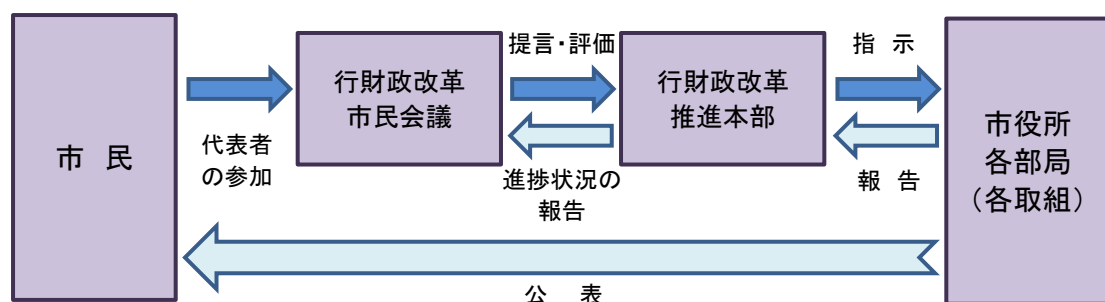 市 民
代表者
の参加
行財政改革
市民会議
提言・評価
進捗状況の
報告
行財政改革
推進本部
指 示
報 告
市役所
各部局
（各取組）
公 表